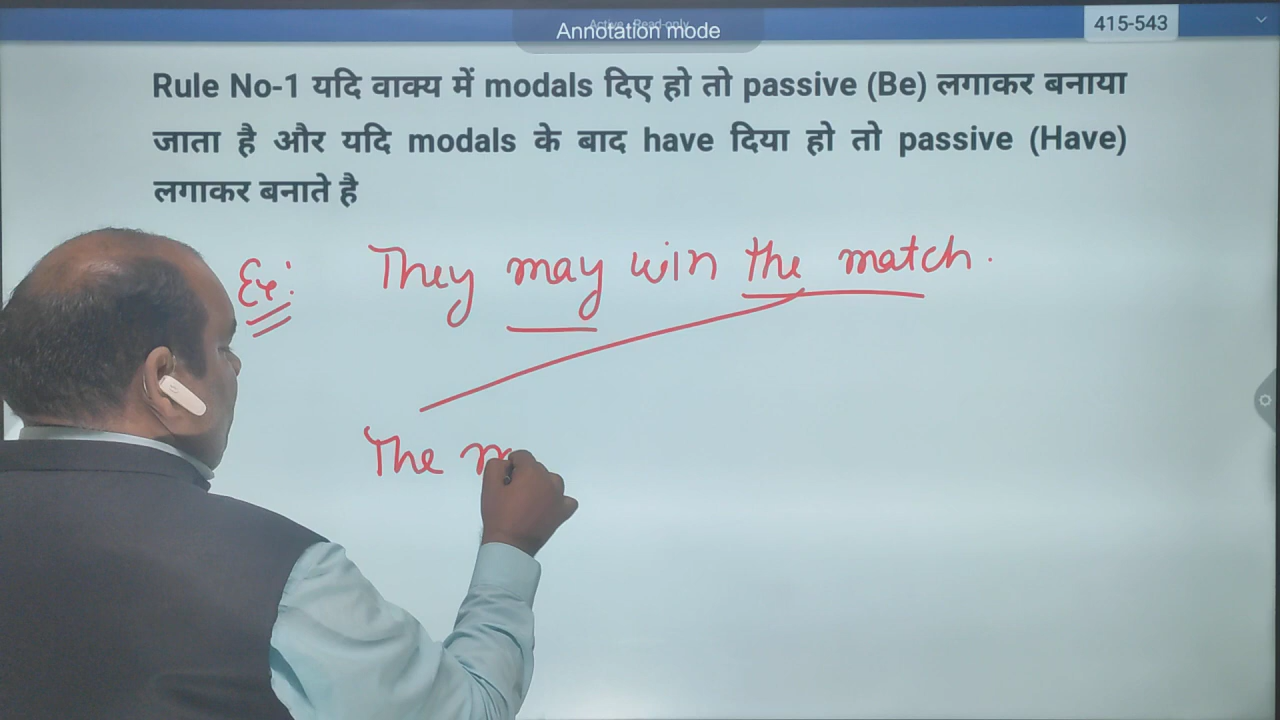 Annotation mode
415-543
Rule No-1 यदि वाक्य में modals दिए हो तो passive (Be) लगाकर बनाया
जाता है और यदि modals के बाद have दिया हो तो passive (Have)
लगाकर बनाते है
Ex: They may win the match.
The